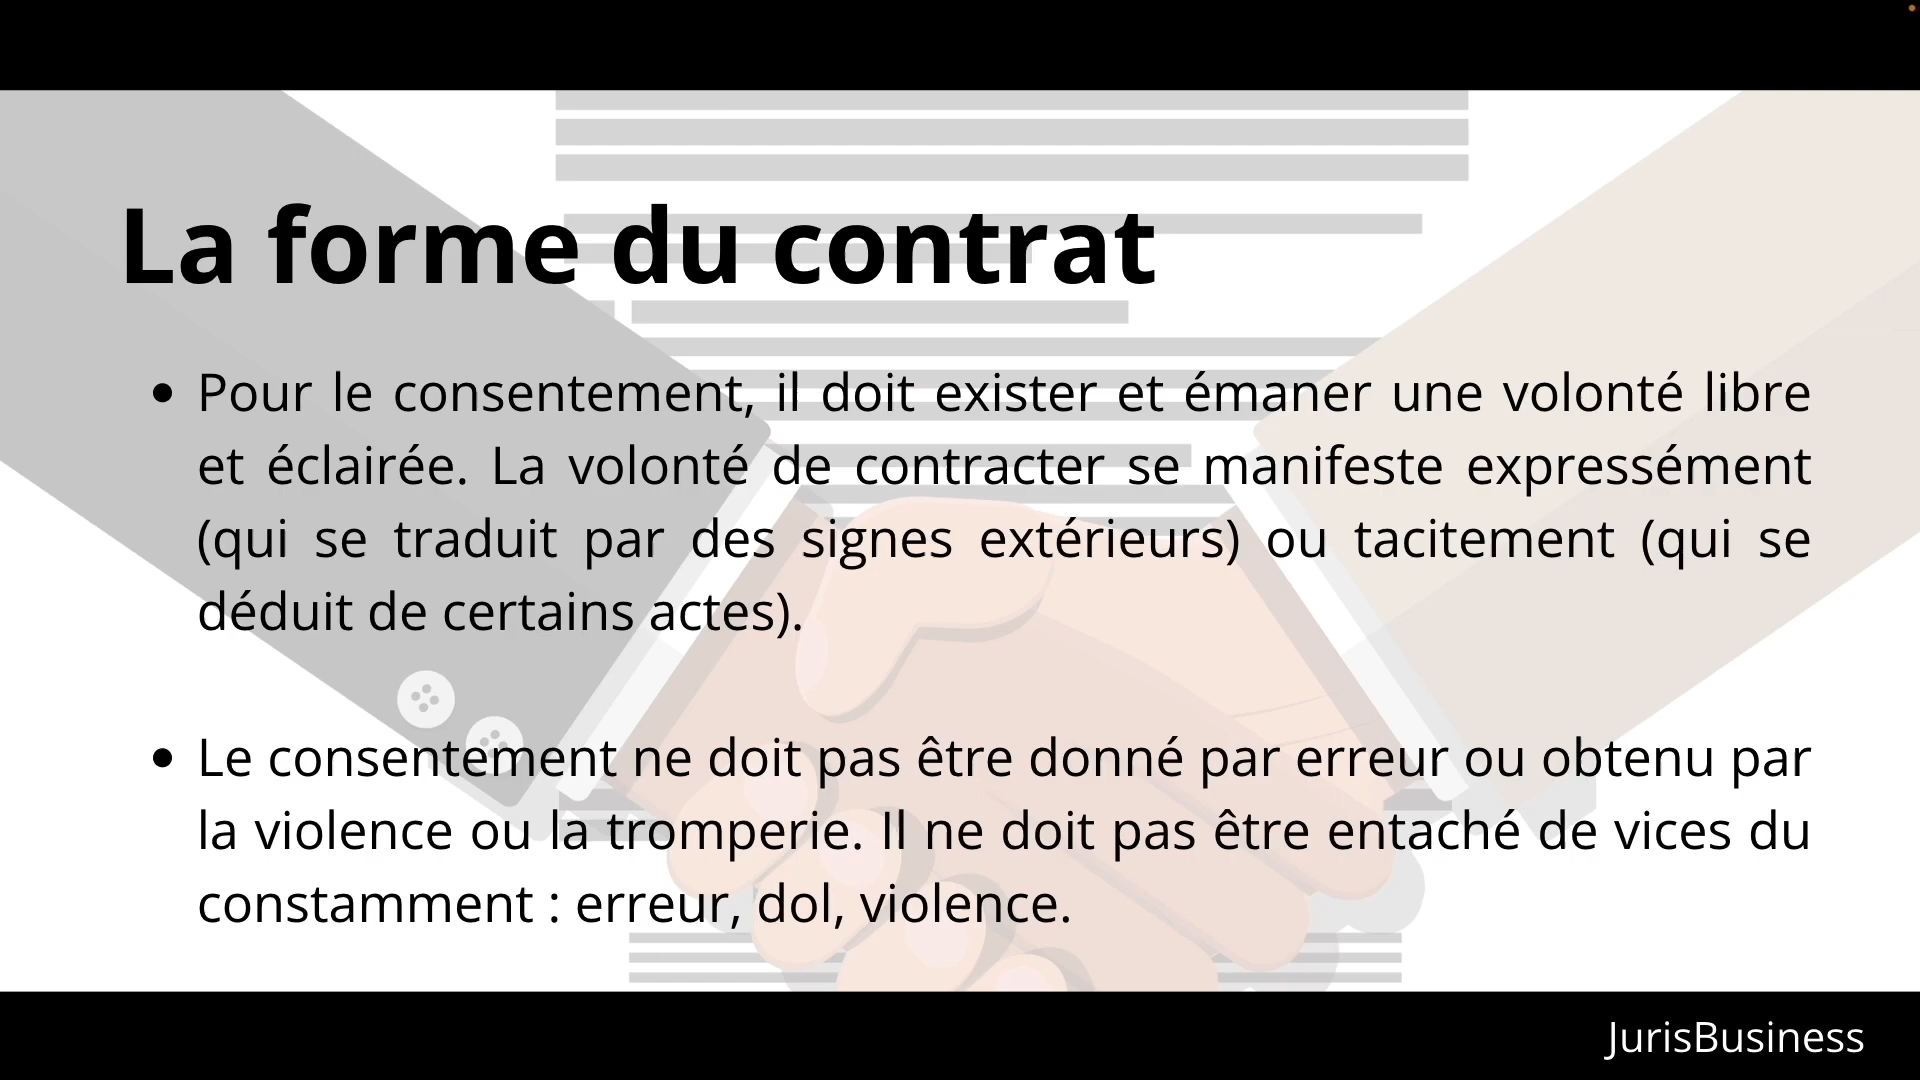 La forme du contrat
• Pour le consentement, il doit exister et émaner une volonté libre
et éclairée. La volonté de contracter se manifeste expressément
(qui se traduit par des signes extérieurs) ou tacitement (qui se
déduit de certains actes).
• Le consentement ne doit pas être donné par erreur ou obtenu par
la violence ou la tromperie. Il ne doit pas être entaché de vices du
constamment : erreur, dol, violence.
JurisBusiness